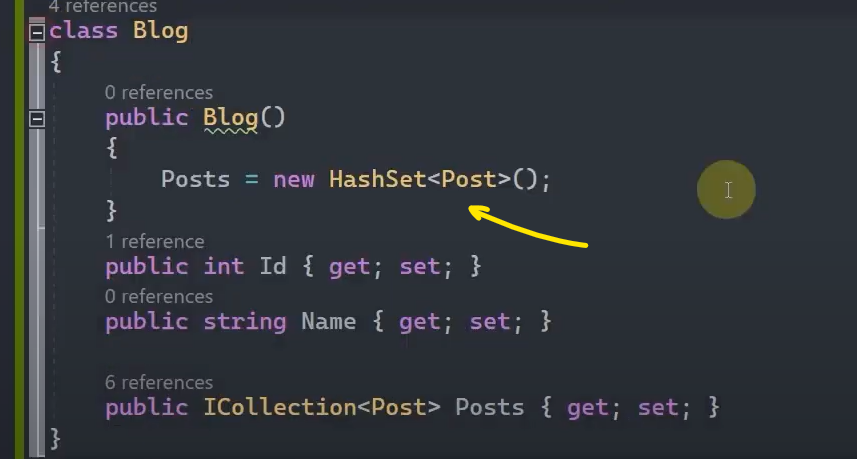 4 references
class Blog
{
0 references
public Blog()
{
Posts = new HashSet<Post>();
}
1 reference
public int Id { get; set; }
0 references
public string Name { get; set; }
6 references
public ICollection<Post> Posts { get; set; }
}